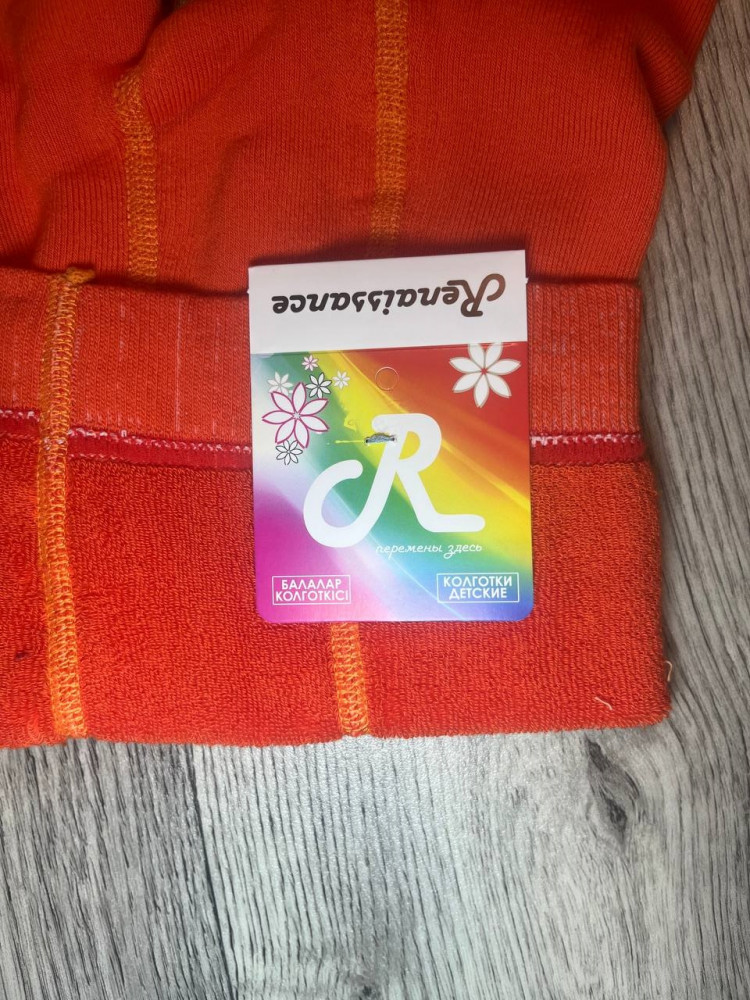 Renaissance
R
перемены здесь
БАЛАЛАР
КОЛГОТКІСІ
КОЛГОТКИ
ДЕТСКИЕ